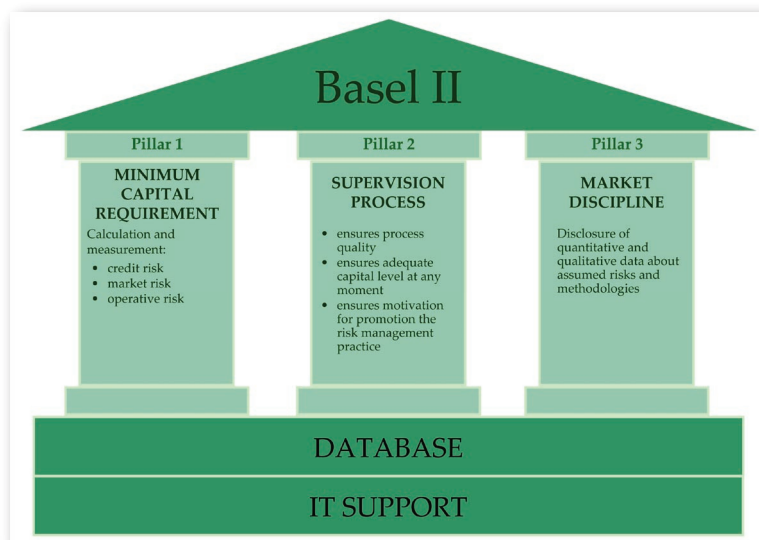 Basel II
Pillar 1
MINIMUM
CAPITAL
REQUIREMENT
Calculation and
measurement:
• credit risk
• market risk
• operative risk
Pillar 2
SUPERVISION
PROCESS
• ensures process
quality
• ensures adequate
capital level at any
moment
• ensures motivation
for promotion the
risk management
practice
Pillar 3
MARKET
DISCIPLINE
Disclosure of
quantitative and
qualitative data about
assumed risks and
methodologies
DATABASE
IT SUPPORT